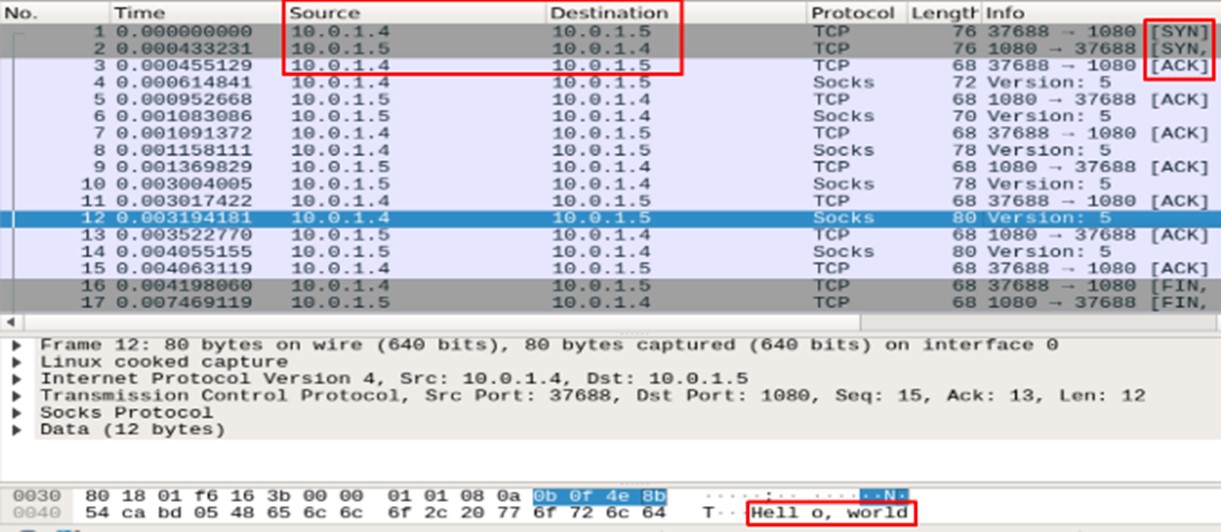 No. Time Source Destination Protocol Length Info
1 0.000000000 10.0.1.4 10.0.1.5 TCP 76 37688 → 1080 [SYN]
2 0.000433231 10.0.1.5 10.0.1.4 TCP 76 1080 → 37688 [SYN,
3 0.000455129 10.0.1.4 10.0.1.5 TCP 68 37688 → 1080 [ACK]
4 0.000614841 10.0.1.4 10.0.1.5 Socks 72 Version: 5
5 0.000952668 10.0.1.5 10.0.1.4 TCP 68 1080 → 37688 [ACK]
6 0.001083086 10.0.1.5 10.0.1.4 Socks 70 Version: 5
7 0.001091372 10.0.1.4 10.0.1.5 TCP 68 37688 → 1080 [ACK]
8 0.001158111 10.0.1.4 10.0.1.5 Socks 78 Version: 5
9 0.001369829 10.0.1.5 10.0.1.4 TCP 68 1080 → 37688 [ACK]
10 0.003004005 10.0.1.5 10.0.1.4 Socks 78 Version: 5
11 0.003017422 10.0.1.4 10.0.1.5 TCP 68 37688 → 1080 [ACK]
12 0.003194181 10.0.1.4 10.0.1.5 Socks 80 Version: 5
13 0.003522770 10.0.1.5 10.0.1.4 TCP 68 1080 → 37688 [ACK]
14 0.004055155 10.0.1.5 10.0.1.4 Socks 80 Version: 5
15 0.004063119 10.0.1.4 10.0.1.5 TCP 68 37688 → 1080 [ACK]
16 0.004198060 10.0.1.4 10.0.1.5 TCP 68 37688 → 1080 [FIN,
17 0.007469119 10.0.1.5 10.0.1.4 TCP 68 1080 → 37688 [FIN,
Frame 12: 80 bytes on wire (640 bits), 80 bytes captured (640 bits) on interface 0
Linux cooked capture
Internet Protocol Version 4, Src: 10.0.1.4, Dst: 10.0.1.5
Transmission Control Protocol, Src Port: 37688, Dst Port: 1080, Seq: 15, Ack: 13, Len: 12
Socks Protocol
Data (12 bytes)
0030 80 18 01 f6 16 3b 00 00 01 01 08 0a 0b 0f 4e 8b ·····;·· ······N·
0040 54 ca bd 05 48 65 6c 6c 6f 2c 20 77 6f 72 6c 64 T···Hell o, world